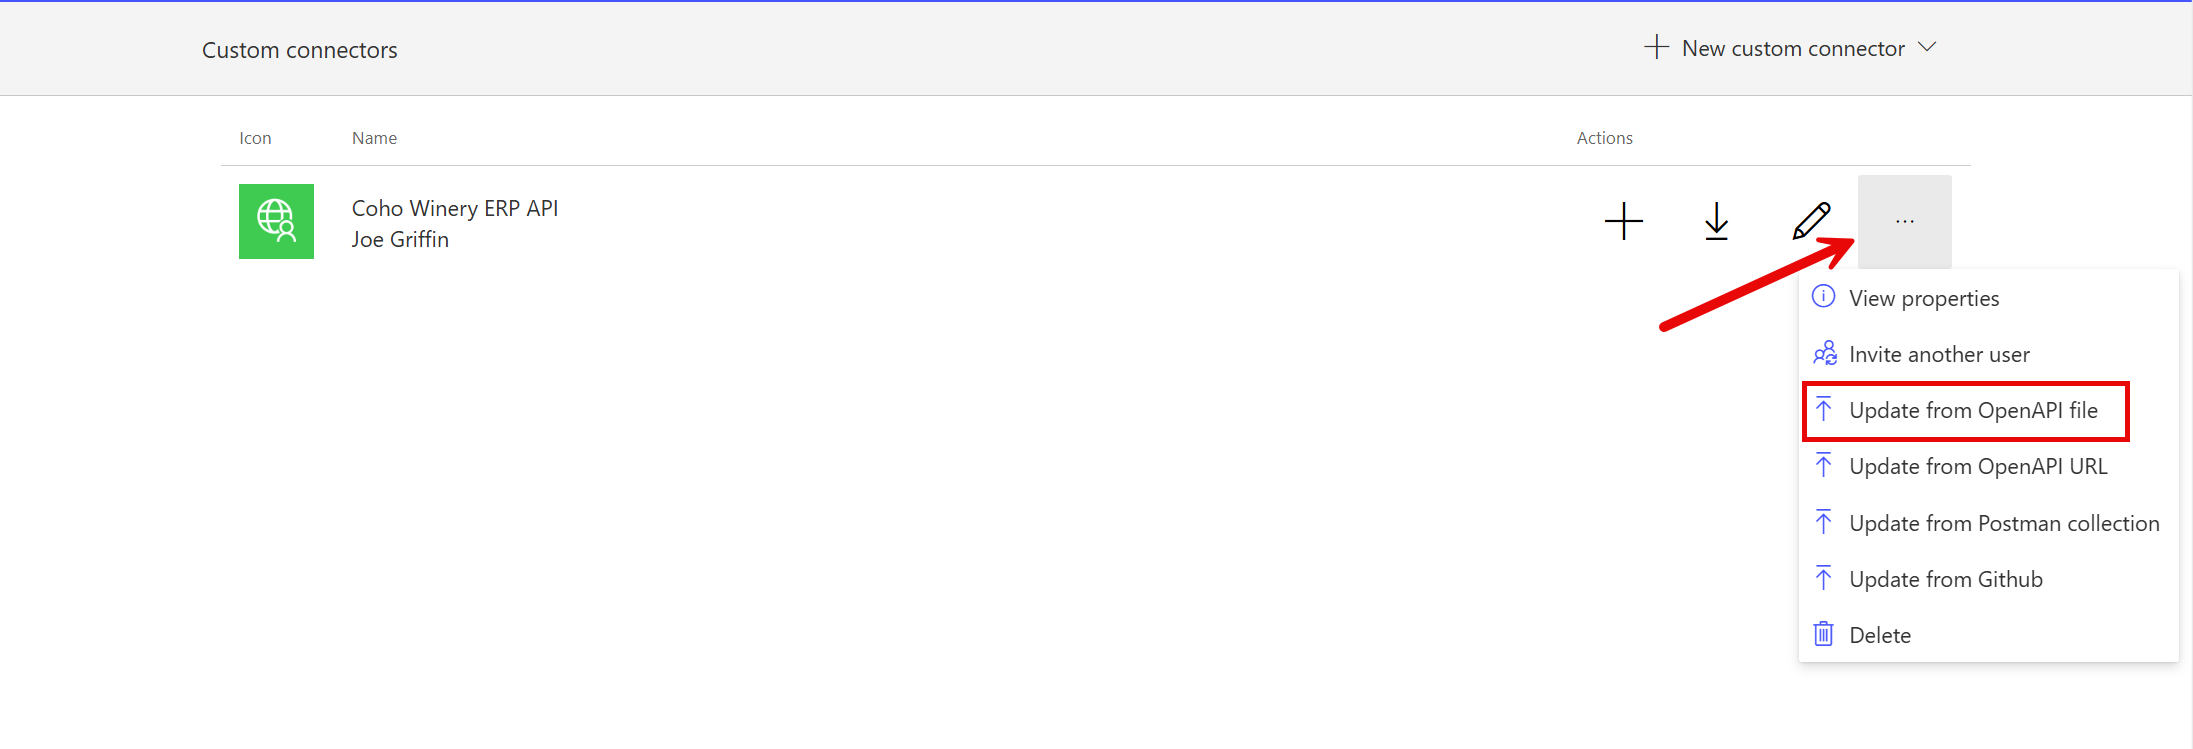 Custom connectors
New custom connector
Icon Name Actions
Coho Winery ERP API
Joe Griffin
...
View properties
Invite another user
Update from OpenAPI file
Update from OpenAPI URL
Update from Postman collection
Update from Github
Delete